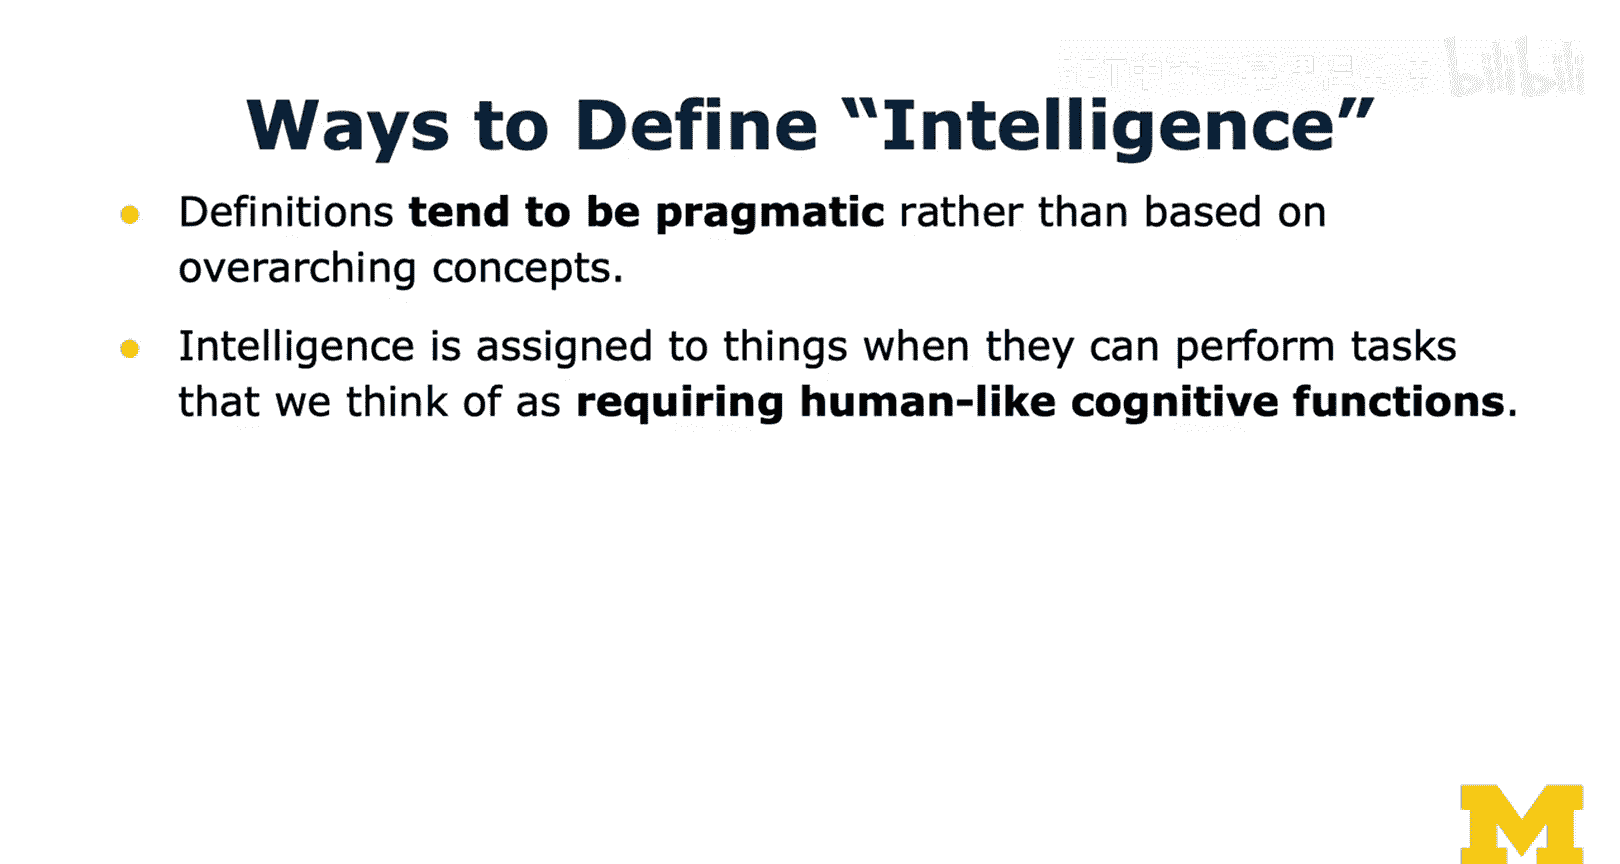 bilibili
Ways to Define “Intelligence”
Definitions tend to be pragmatic rather than based on
overarching concepts.
Intelligence is assigned to things when they can perform tasks
that we think of as requiring human-like cognitive functions.
M